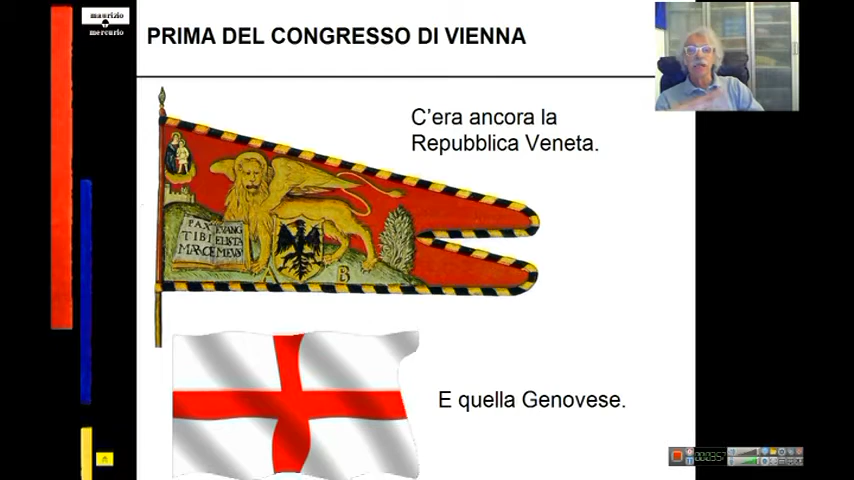 maurizio
mercurio
PRIMA DEL CONGRESSO DI VIENNA
C'era ancora la
Repubblica Veneta.
PAX EVANG
TIBI ELISTA
MARCE MEVS
B
E quella Genovese.